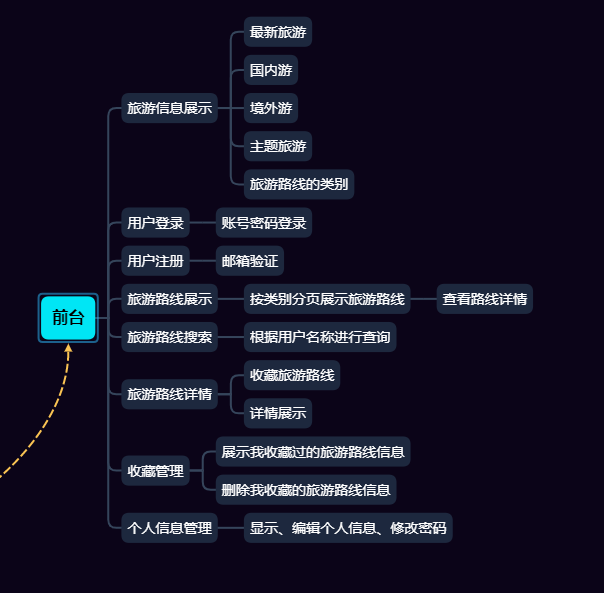 前台
旅游信息展示
最新旅游
国内游
境外游
主题旅游
旅游路线的类别
用户登录
账号密码登录
用户注册
邮箱验证
旅游路线展示
按类别分页展示旅游路线
查看路线详情
旅游路线搜索
根据用户名称进行查询
旅游路线详情
收藏旅游路线
详情展示
收藏管理
展示我收藏过的旅游路线信息
删除我收藏的旅游路线信息
个人信息管理
显示、编辑个人信息、修改密码